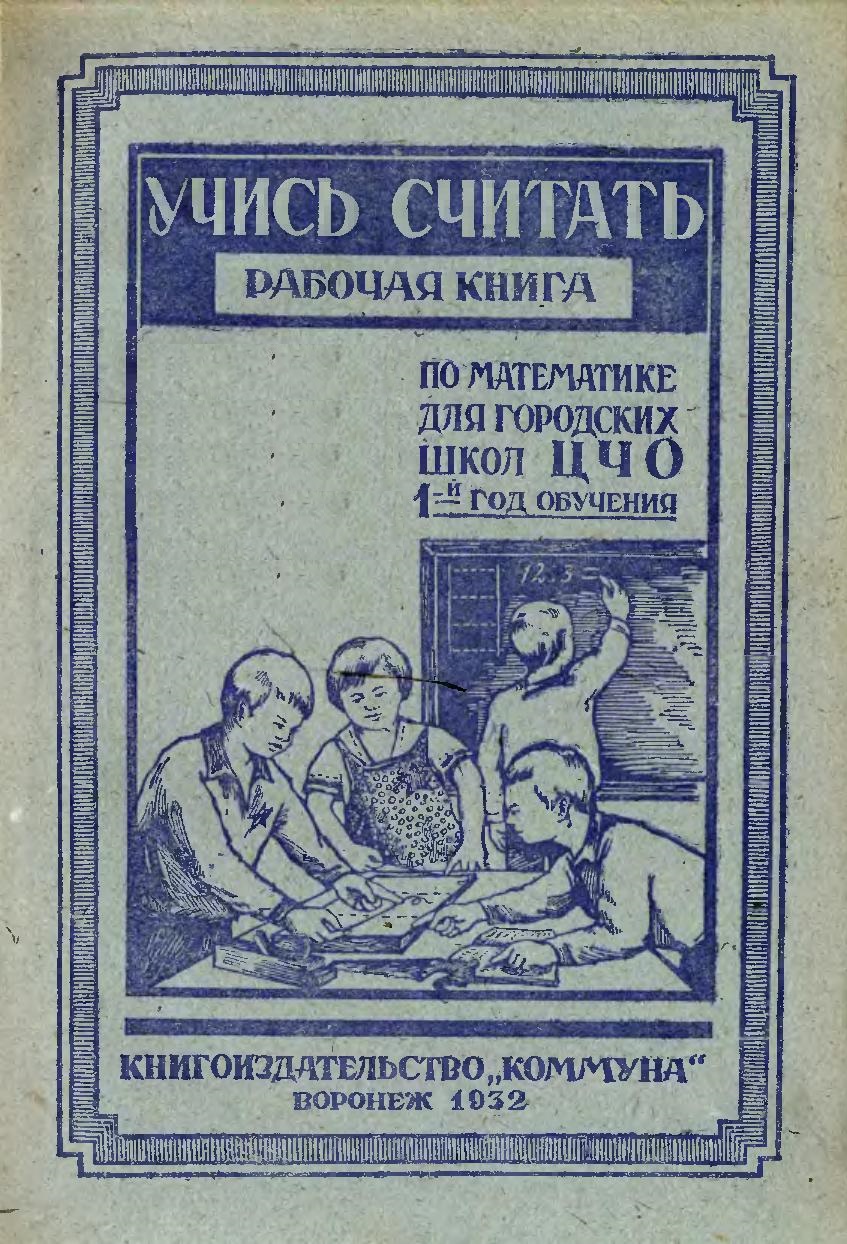 УЧИСЬ СЧИТАТЬ
РАБОЧАЯ КНИГА
ПО МАТЕМАТИКЕ
ДЛЯ ГОРОДСКИХ
ШКОЛ ЦЧО
1-й ГОД ОБУЧЕНИЯ
12:3=
КНИГОИЗДАТЕЛЬСТВО „КОММУНА“
ВОРОНЕЖ 1932